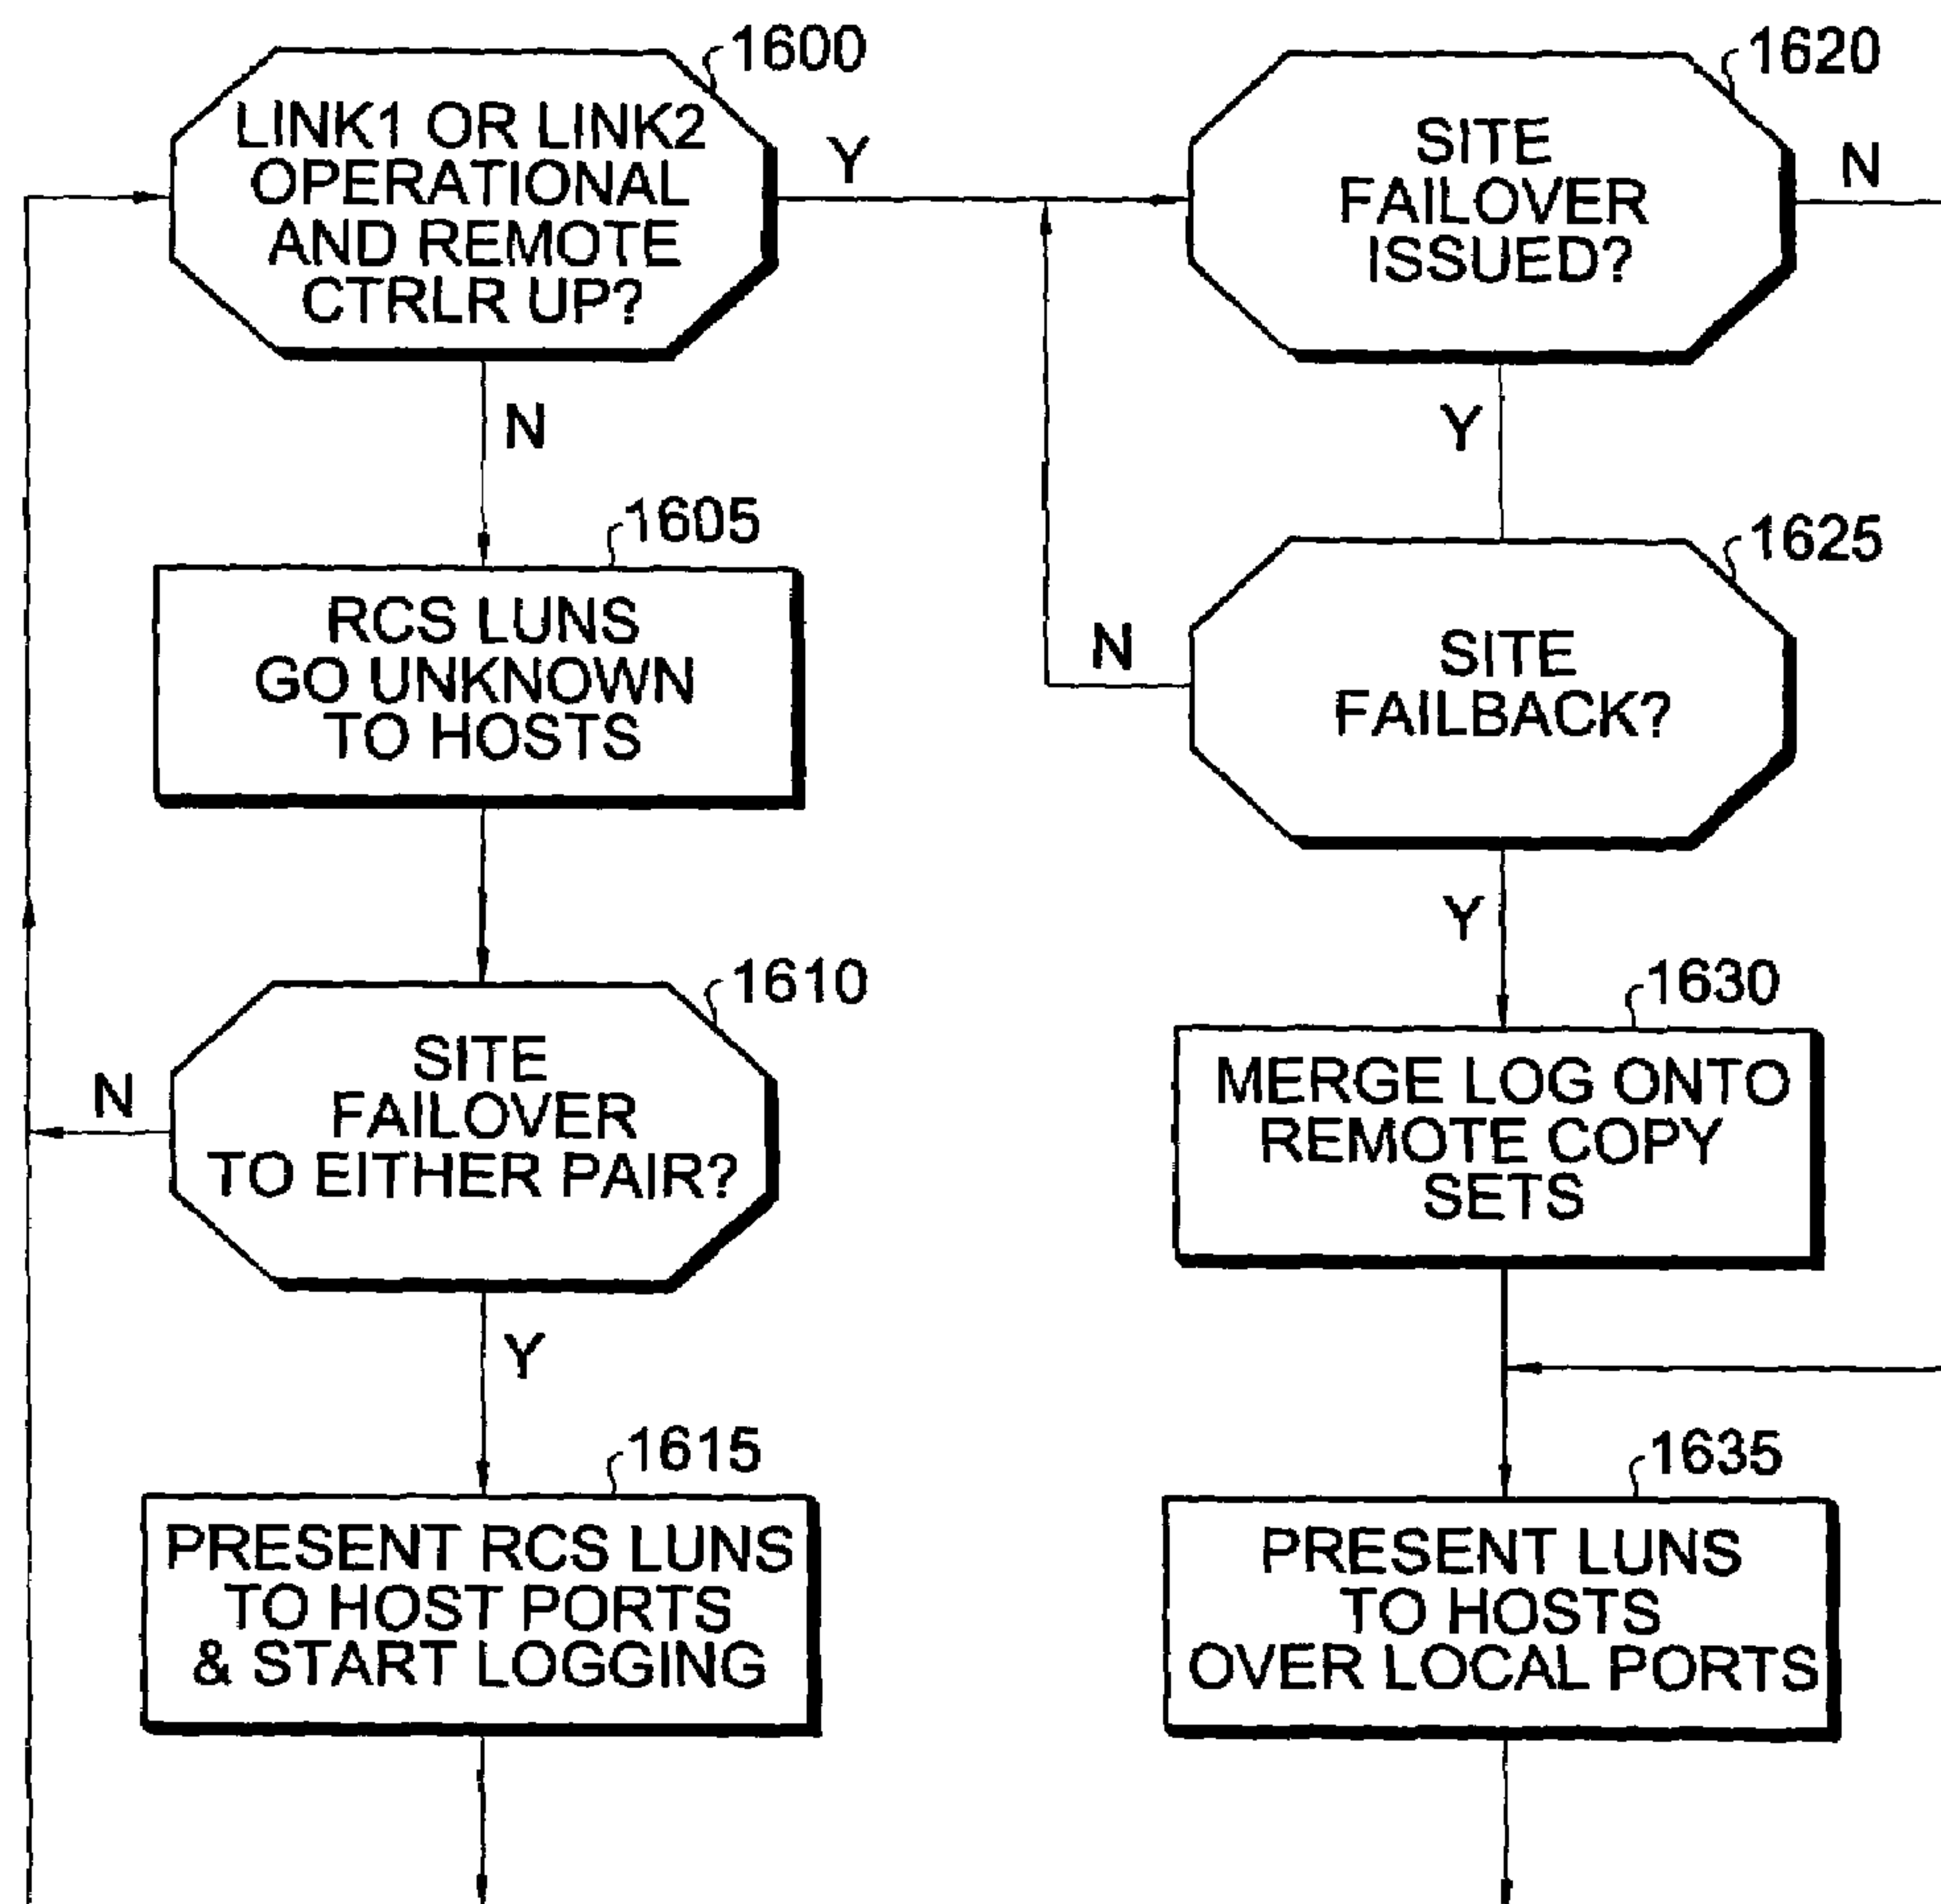 1600
LINK1 OR LINK2
OPERATIONAL
AND REMOTE
CTRLR UP?
Y
N
1605
RCS LUNS
GO UNKNOWN
TO HOSTS
1610
SITE
FAILOVER
TO EITHER PAIR?
N
Y
1615
PRESENT RCS LUNS
TO HOST PORTS
& START LOGGING
1620
SITE
FAILOVER
ISSUED?
N
Y
1625
SITE
FAILBACK?
N
Y
1630
MERGE LOG ONTO
REMOTE COPY
SETS
1635
PRESENT LUNS
TO HOSTS
OVER LOCAL PORTS